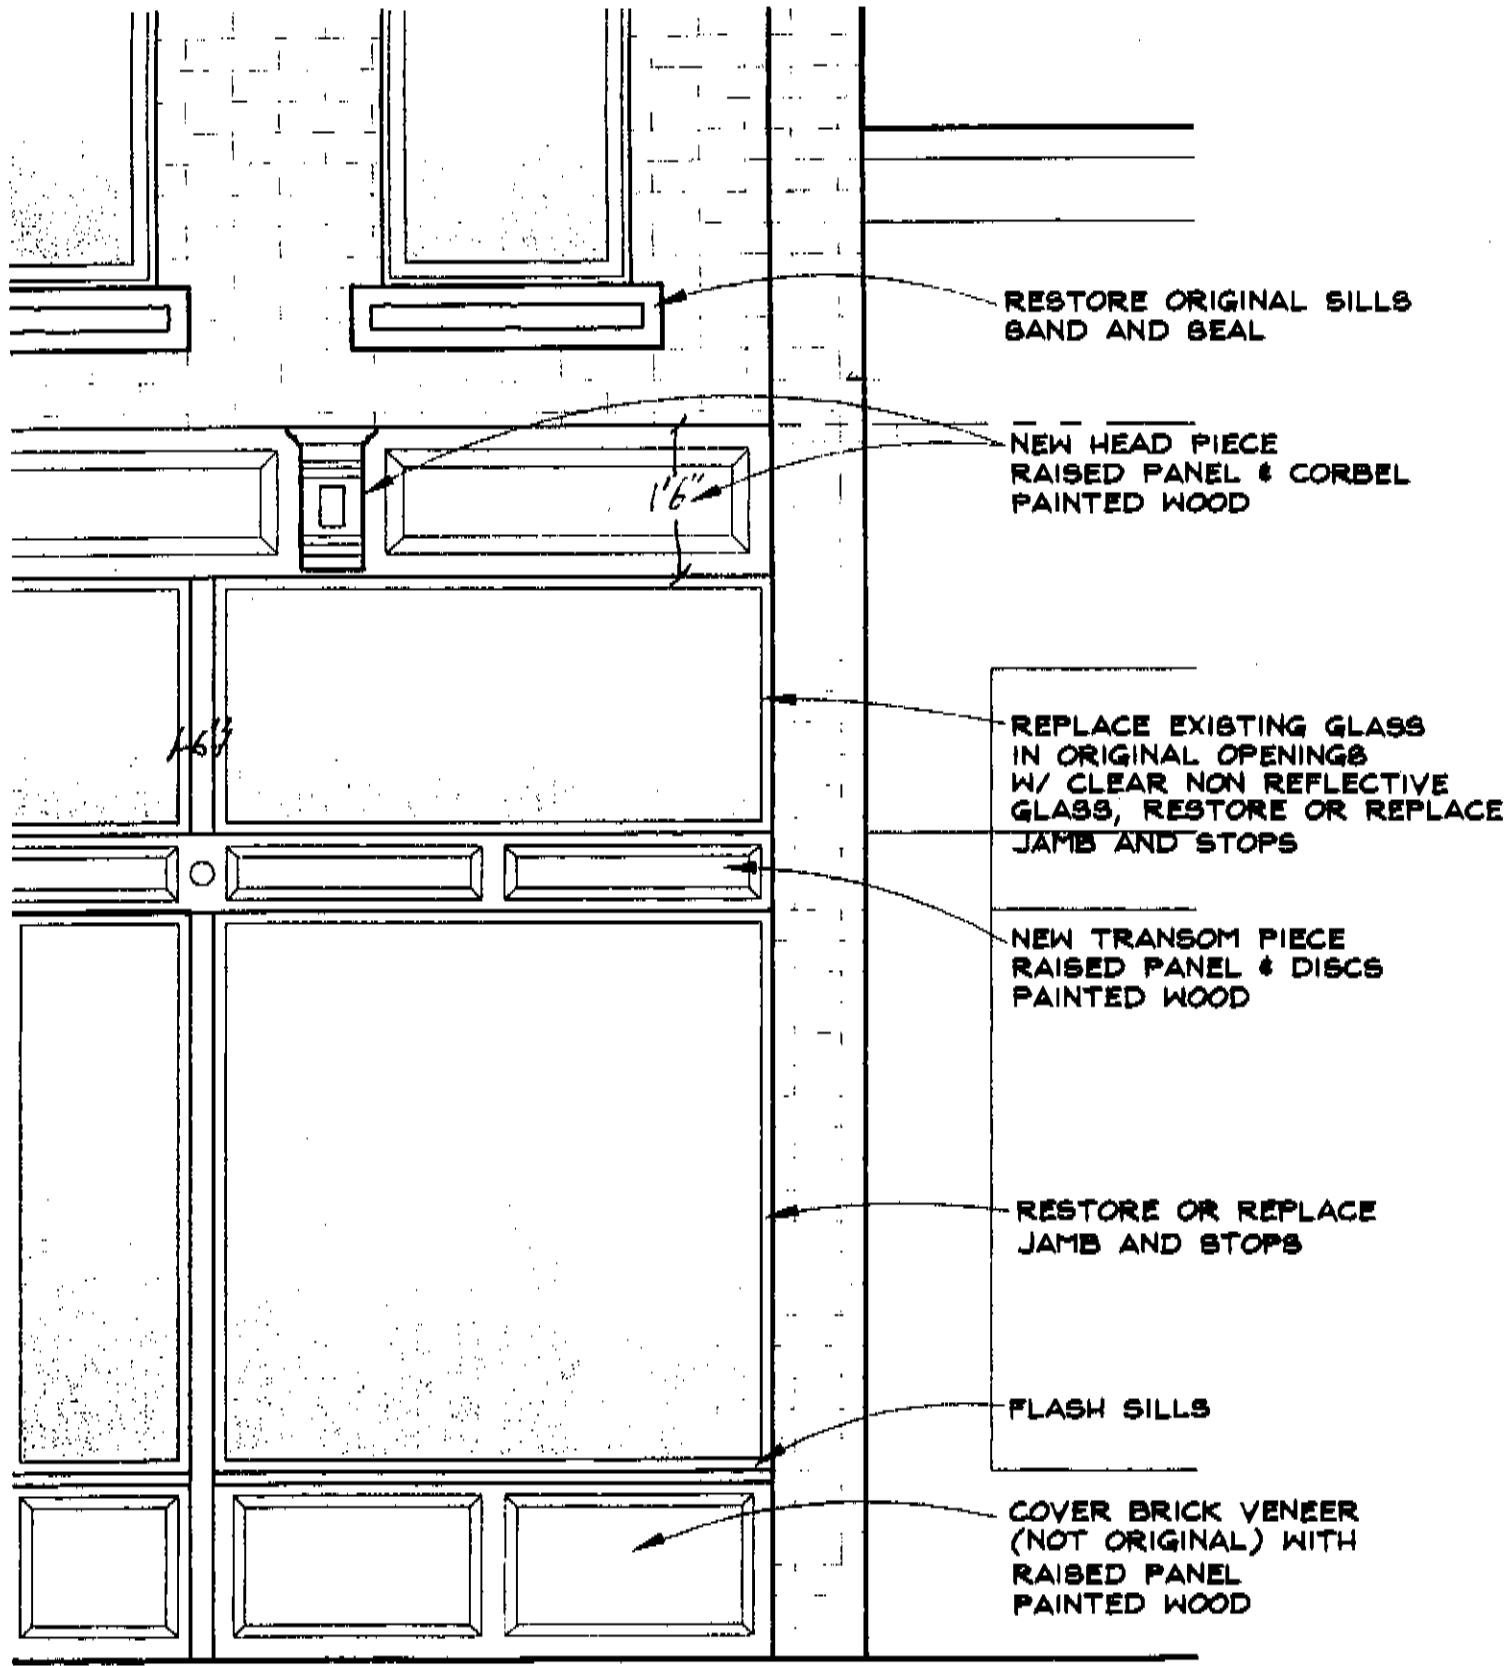 RESTORE ORIGINAL SILLS
SAND AND SEAL
NEW HEAD PIECE
RAISED PANEL & CORBEL
PAINTED WOOD
1'6"
REPLACE EXISTING GLASS
IN ORIGINAL OPENINGS
W/ CLEAR NON REFLECTIVE
GLASS, RESTORE OR REPLACE
JAMB AND STOPS
NEW TRANSOM PIECE
RAISED PANEL & DISCS
PAINTED WOOD
RESTORE OR REPLACE
JAMB AND STOPS
FLASH SILLS
COVER BRICK VENEER
(NOT ORIGINAL) WITH
RAISED PANEL
PAINTED WOOD